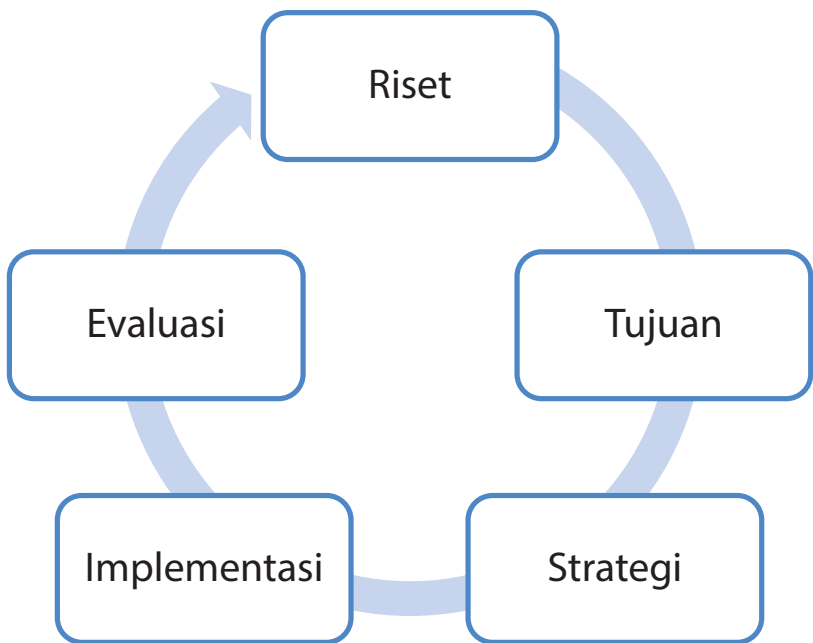 Riset
Tujuan
Strategi
Implementasi
Evaluasi